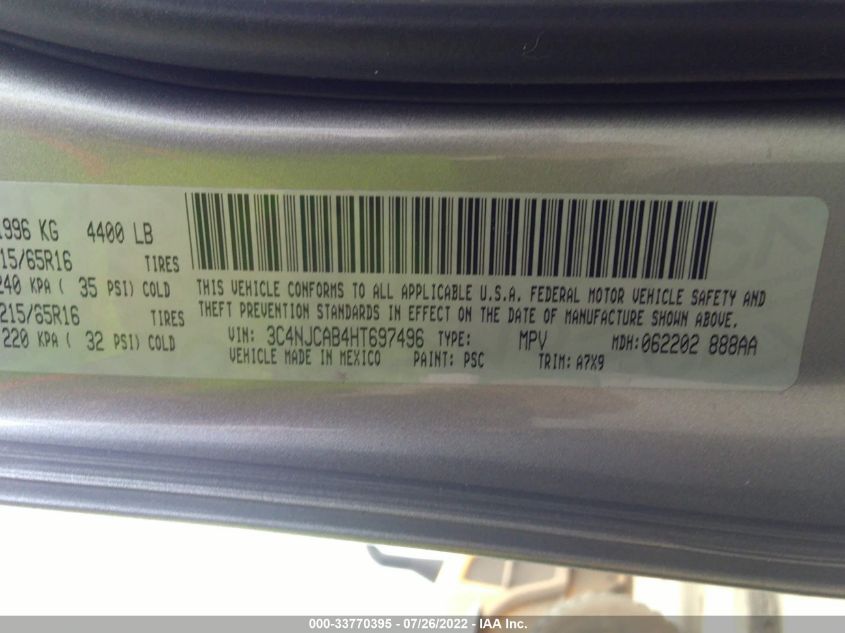 1996 KG 4400 LB
15/65R16 TIRES
240 KPA ( 35 PSI) COLD
215/65R16 TIRES
220 KPA ( 32 PSI) COLD
THIS VEHICLE CONFORMS TO ALL APPLICABLE U.S.A. FEDERAL MOTOR VEHICLE SAFETY AND
THEFT PREVENTION STANDARDS IN EFFECT ON THE DATE OF MANUFACTURE SHOWN ABOVE.
VIN: 3C4NJCAB4HT697496 TYPE: MPV MDH: 062202 888AA
VEHICLE MADE IN MEXICO PAINT: PSC TRIM: A7X9
000-33770395 - 07/26/2022 - IAA Inc.